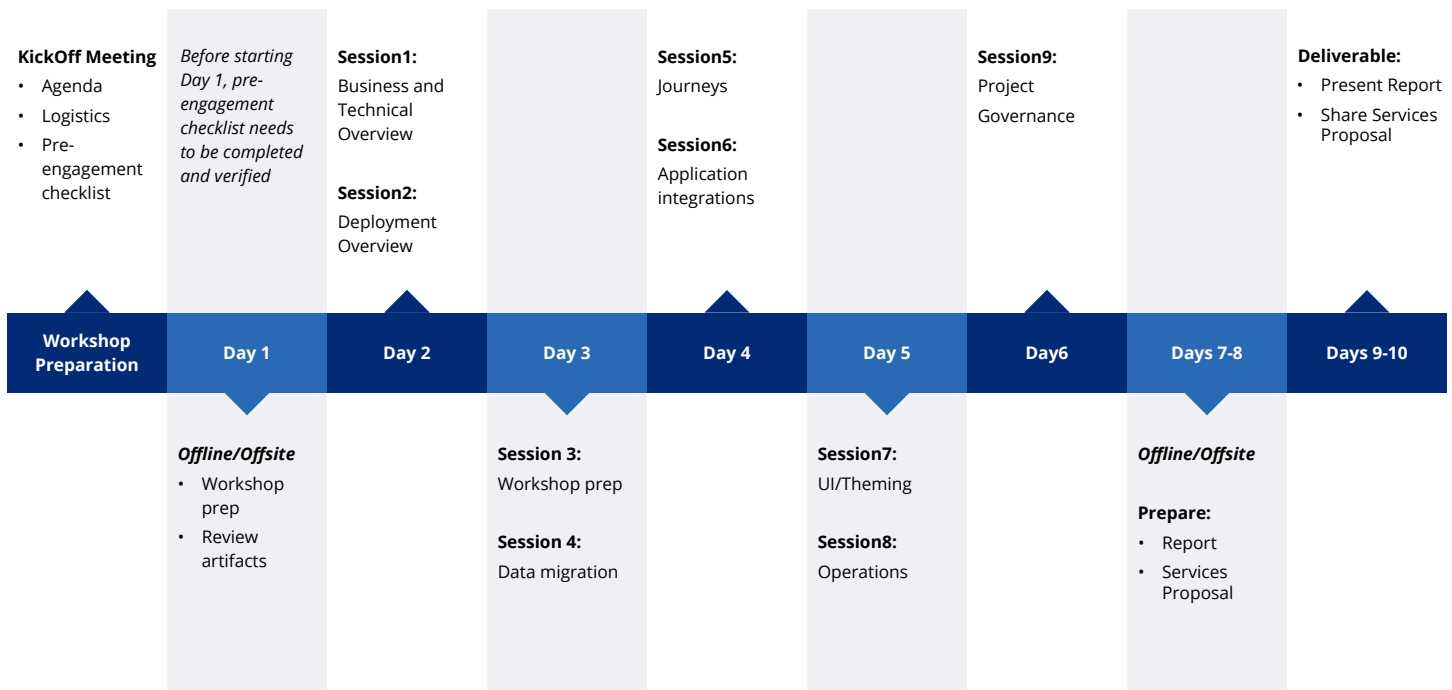 KickOff Meeting
• Agenda
• Logistics
• Pre-
engagement
checklist
Before starting
Day 1, pre-
engagement
checklist needs
to be completed
and verified
Session1:
Business and
Technical
Overview
Session2:
Deployment
Overview
Session5:
Journeys
Session6:
Application
integrations
Session9:
Project
Governance
Deliverable:
• Present Report
• Share Services
Proposal
Workshop
Preparation
Day 1
Day 2
Day 3
Day 4
Day 5
Day6
Days 7-8
Days 9-10
Offline/Offsite
• Workshop
prep
• Review
artifacts
Session 3:
Workshop prep
Session 4:
Data migration
Session7:
UI/Theming
Session8:
Operations
Offline/Offsite
Prepare:
• Report
• Services
Proposal